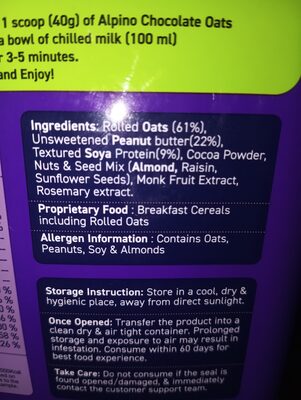 1 scoop (40g) of Alpino Chocolate Oats
a bowl of chilled milk (100 ml)
3-5 minutes.
and Enjoy!
Ingredients: Rolled Oats (61%),
Unsweetened Peanut butter(22%),
Textured Soya Protein(9%), Cocoa Powder,
Nuts & Seed Mix (Almond, Raisin,
Sunflower Seeds), Monk Fruit Extract,
Rosemary extract.
Proprietary Food : Breakfast Cereals
including Rolled Oats
Allergen Information : Contains Oats,
Peanuts, Soy & Almonds
Storage Instruction: Store in a cool, dry &
hygienic place, away from direct sunlight.
Once Opened: Transfer the product into a
clean dry & air tight container. Prolonged
storage and exposure to air may result in
infestation. Consume within 60 days for
best food experience.
Take Care: Do not consume if the seal is
found opened/damaged, & immediately
contact the customer support team.